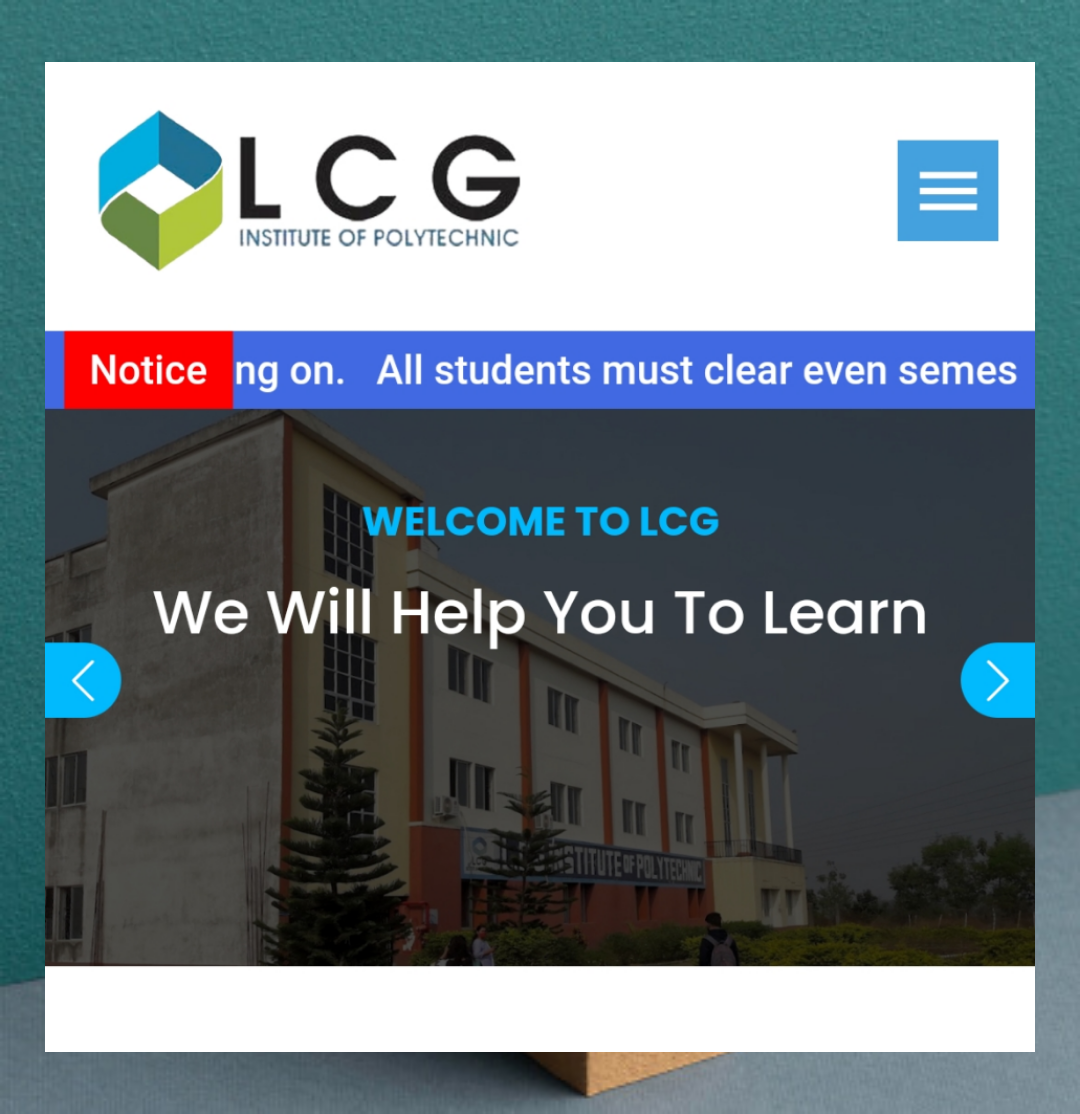 LCG
INSTITUTE OF POLYTECHNIC
Notice ng on. All students must clear even semes
WELCOME TO LCG
We Will Help You To Learn
INSTITUTE OF POLYTECHNIC